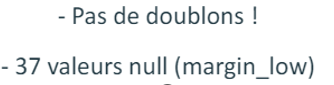 - Pas de doublons !
- 37 valeurs null (margin_low)